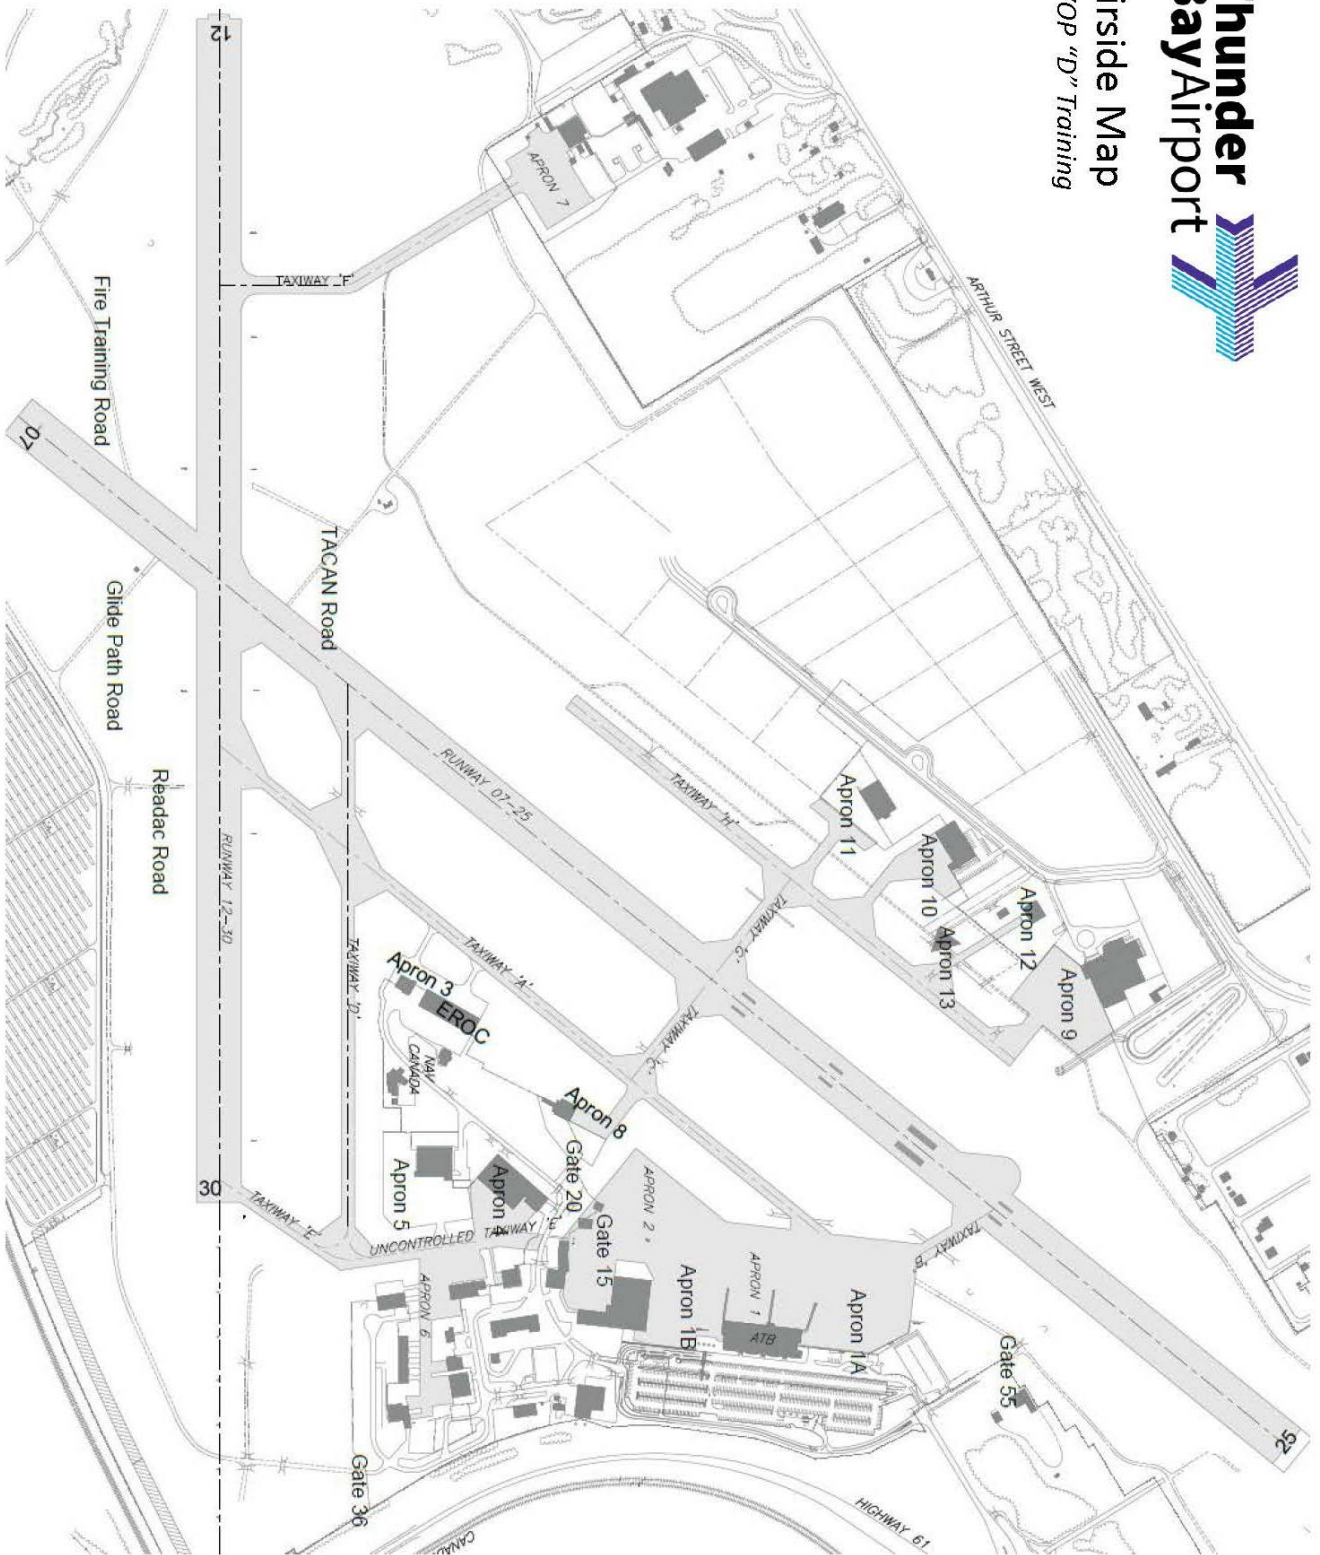 Thunder
Bay Airport
Airside Map
"D" Training
ARTHUR STREET WEST
12
APRON 7
TAXIWAY 'F'
Fire Training Road
07
TACAN Road
Glide Path Road
Readac Road
RUNWAY 12-30
RUNWAY 07-25
TAXIWAY 'H'
Apron 11
Apron 10
Apron 12
Apron 13
Apron 9
TAXIWAY 'G'
TAXIWAY 'C'
TAXIWAY 'A'
TAXIWAY 'D'
Apron 3
EROC
NAV
CANADA
Apron 8
Gate 20
Apron 4
Apron 5
30
TAXIWAY 'E'
UNCONTROLLED TAXIWAY 'E'
Gate 15
APRON 2
APRON 1
Apron 1B
Apron 1A
ATB
TAXIWAY 'B'
APRON 6
Gate 55
25
Gate 36
HIGHWAY 61